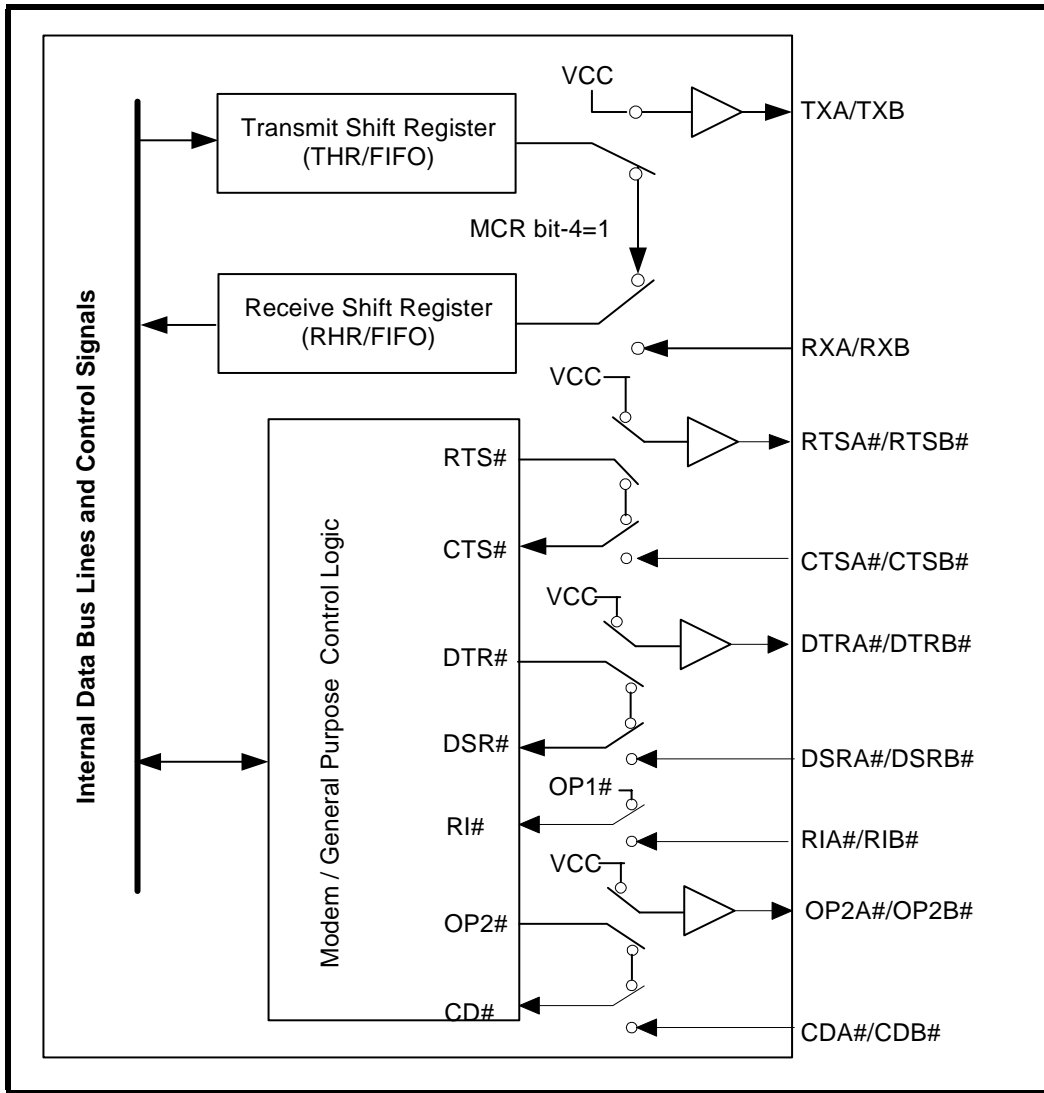 VCC
TXA/TXB
Transmit Shift Register
(THR/FIFO)
MCR bit-4=1
Receive Shift Register
(RHR/FIFO)
RXA/RXB
VCC
RTSA#/RTSB#
RTS#
CTS#
CTSA#/CTSB#
VCC
DTRA#/DTRB#
DTR#
DSR#
DSRA#/DSRB#
OP1#
RI#
RIA#/RIB#
VCC
OP2A#/OP2B#
OP2#
CD#
CDA#/CDB#
Internal Data Bus Lines and Control Signals
Modem / General Purpose Control Logic